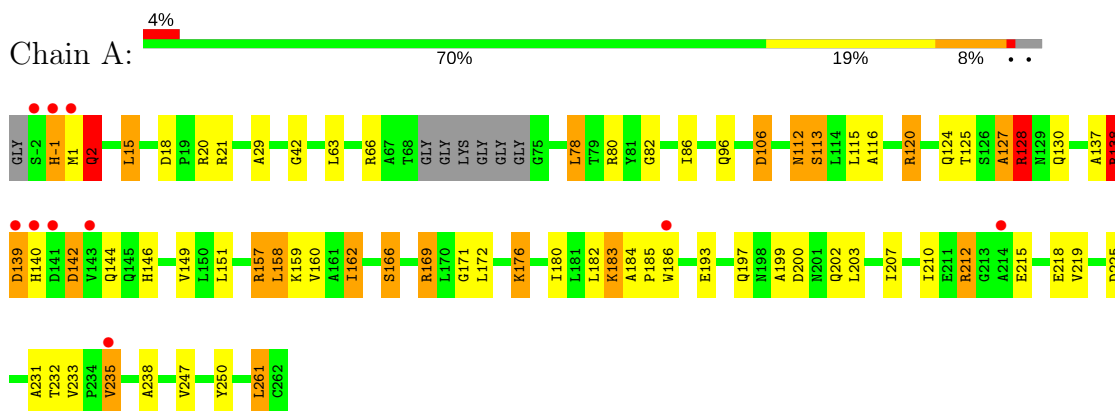 4%
Chain A:
70% 19% 8% • •
GLY S-2 H-1 M1 Q2 L15 D18 P19 R20 R21 A29 G42 L63 R66 A67 T68 GLY GLY LYS GLY GLY GLY G75 L78 T79 R80 Y81 G82 I86 Q96 D106 N112 S113 L114 L115 A116 R120 Q124 T125 S126 A127 R128 N129 Q130 A137
D139 H140 D141 D142 V143 Q144 Q145 H146 V149 L150 L151 R157 L158 K159 V160 A161 I162 S166 R169 L170 G171 L172 K176 I180 L181 L182 K183 A184 P185 W186 E193 Q197 N198 A199 D200 N201 Q202 L203 I207 I210 E211 R212 G213 A214 E215 E218 V219
A231 T232 V233 P234 V235 A238 V247 Y250 L261 C262